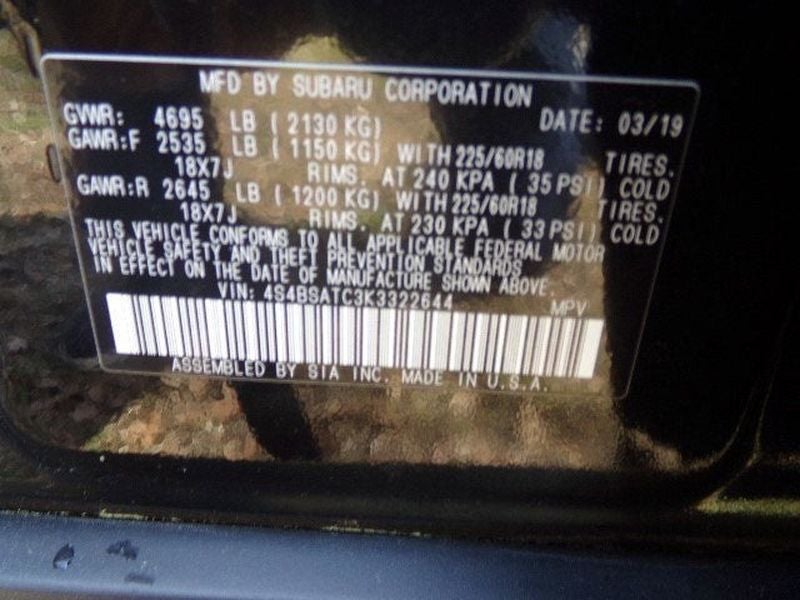 MFD BY SUBARU CORPORATION
GVWR: 4695 LB ( 2130 KG) DATE: 03/19
GAWR:F 2535 LB ( 1150 KG) WITH 225/60R18 TIRES.
18X7J RIMS. AT 240 KPA ( 35 PSI) COLD
GAWR:R 2645 LB ( 1200 KG) WITH 225/60R18 TIRES.
18X7J RIMS. AT 230 KPA ( 33 PSI) COLD
THIS VEHICLE CONFORMS TO ALL APPLICABLE FEDERAL MOTOR
VEHICLE SAFETY AND THEFT PREVENTION STANDARDS
IN EFFECT ON THE DATE OF MANUFACTURE SHOWN ABOVE.
VIN: 4S4BSATC3K3322644 MPV
ASSEMBLED BY SIA INC. MADE IN U.S.A.